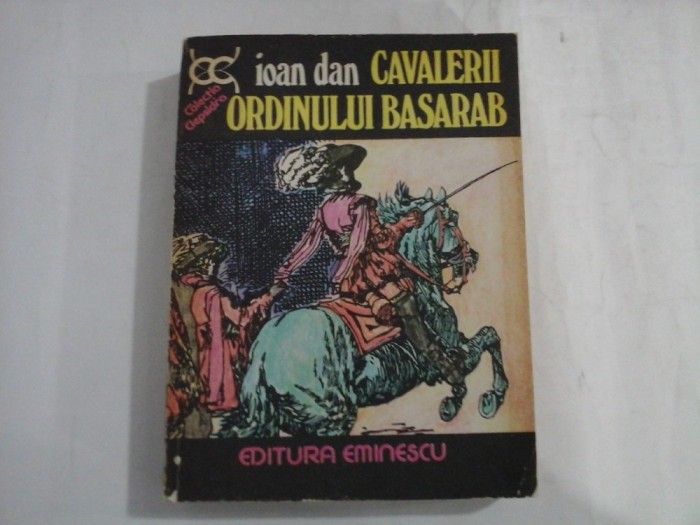 ioan dan CAVALERII
ORDINULUI BASARAB
Colecția
Clepsidra
EDITURA EMINESCU